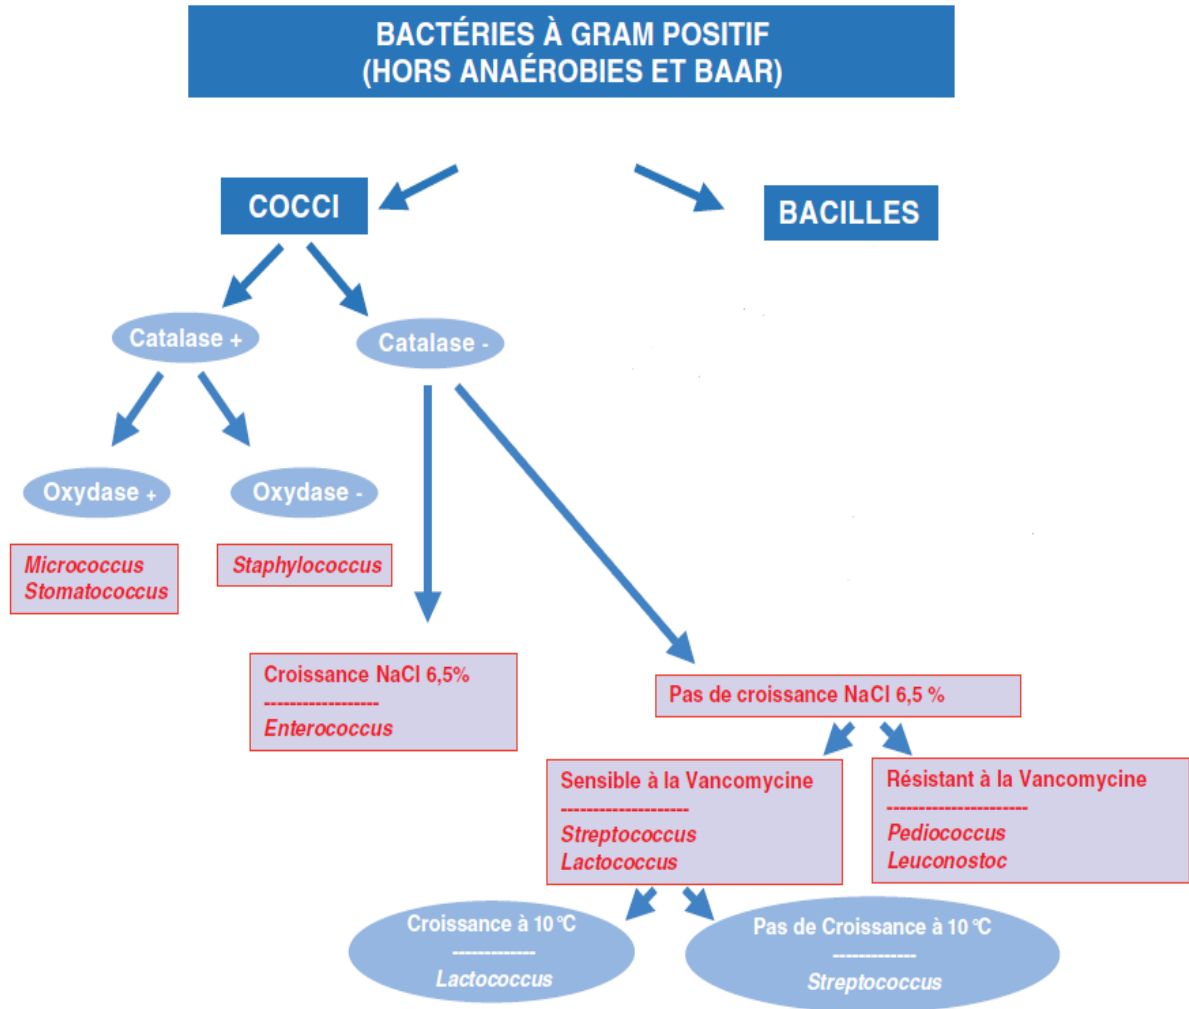 BACTÉRIES À GRAM POSITIF
(HORS ANAÉROBIES ET BAAR)
COCCI
BACILLES
Catalase +
Catalase -
Oxydase +
Oxydase -
Micrococcus
Stomatococcus
Staphylococcus
Croissance NaCl 6,5%
------------------
Enterococcus
Pas de croissance NaCl 6,5 %
Sensible à la Vancomycine
--------------------
Streptococcus
Lactococcus
Résistant à la Vancomycine
----------------------
Pediococcus
Leuconostoc
Croissance à 10°C
-------------
Lactococcus
Pas de Croissance à 10°C
-------------
Streptococcus